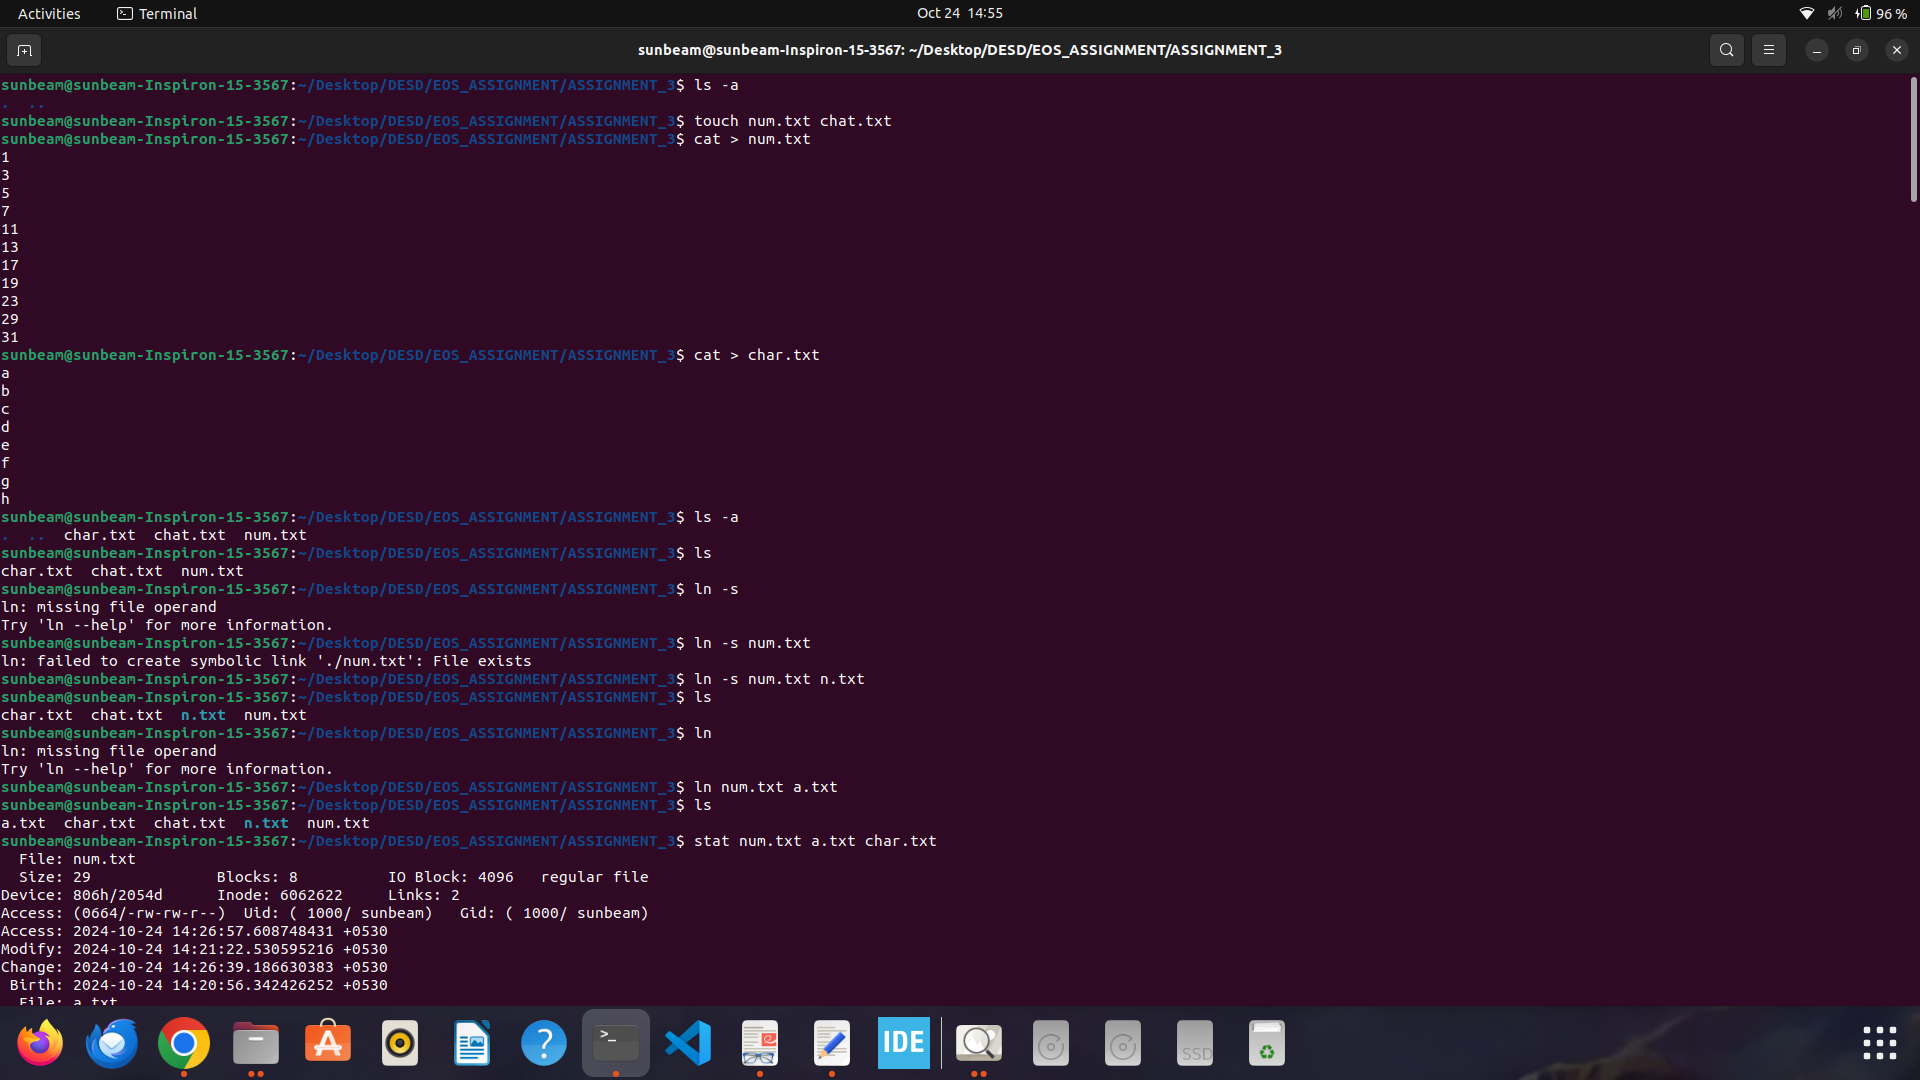 Activities Terminal Oct 24 14:55 96 %
sunbeam@sunbeam-Inspiron-15-3567: ~/Desktop/DESD/EOS_ASSIGNMENT/ASSIGNMENT_3
sunbeam@sunbeam-Inspiron-15-3567:~/Desktop/DESD/EOS_ASSIGNMENT/ASSIGNMENT_3$ ls -a
.  ..
sunbeam@sunbeam-Inspiron-15-3567:~/Desktop/DESD/EOS_ASSIGNMENT/ASSIGNMENT_3$ touch num.txt chat.txt
sunbeam@sunbeam-Inspiron-15-3567:~/Desktop/DESD/EOS_ASSIGNMENT/ASSIGNMENT_3$ cat > num.txt
1
3
5
7
11
13
17
19
23
29
31
sunbeam@sunbeam-Inspiron-15-3567:~/Desktop/DESD/EOS_ASSIGNMENT/ASSIGNMENT_3$ cat > char.txt
a
b
c
d
e
f
g
h
sunbeam@sunbeam-Inspiron-15-3567:~/Desktop/DESD/EOS_ASSIGNMENT/ASSIGNMENT_3$ ls -a
.  ..  char.txt  chat.txt  num.txt
sunbeam@sunbeam-Inspiron-15-3567:~/Desktop/DESD/EOS_ASSIGNMENT/ASSIGNMENT_3$ ls
char.txt  chat.txt  num.txt
sunbeam@sunbeam-Inspiron-15-3567:~/Desktop/DESD/EOS_ASSIGNMENT/ASSIGNMENT_3$ ln -s
ln: missing file operand
Try 'ln --help' for more information.
sunbeam@sunbeam-Inspiron-15-3567:~/Desktop/DESD/EOS_ASSIGNMENT/ASSIGNMENT_3$ ln -s num.txt
ln: failed to create symbolic link './num.txt': File exists
sunbeam@sunbeam-Inspiron-15-3567:~/Desktop/DESD/EOS_ASSIGNMENT/ASSIGNMENT_3$ ln -s num.txt n.txt
sunbeam@sunbeam-Inspiron-15-3567:~/Desktop/DESD/EOS_ASSIGNMENT/ASSIGNMENT_3$ ls
char.txt  chat.txt  n.txt  num.txt
sunbeam@sunbeam-Inspiron-15-3567:~/Desktop/DESD/EOS_ASSIGNMENT/ASSIGNMENT_3$ ln
ln: missing file operand
Try 'ln --help' for more information.
sunbeam@sunbeam-Inspiron-15-3567:~/Desktop/DESD/EOS_ASSIGNMENT/ASSIGNMENT_3$ ln num.txt a.txt
sunbeam@sunbeam-Inspiron-15-3567:~/Desktop/DESD/EOS_ASSIGNMENT/ASSIGNMENT_3$ ls
a.txt  char.txt  chat.txt  n.txt  num.txt
sunbeam@sunbeam-Inspiron-15-3567:~/Desktop/DESD/EOS_ASSIGNMENT/ASSIGNMENT_3$ stat num.txt a.txt char.txt
  File: num.txt
  Size: 29              Blocks: 8          IO Block: 4096   regular file
Device: 806h/2054d      Inode: 6062622     Links: 2
Access: (0664/-rw-rw-r--)  Uid: ( 1000/ sunbeam)   Gid: ( 1000/ sunbeam)
Access: 2024-10-24 14:26:57.608748431 +0530
Modify: 2024-10-24 14:21:22.530595216 +0530
Change: 2024-10-24 14:26:39.186630383 +0530
 Birth: 2024-10-24 14:20:56.342426252 +0530
  File: a.txt
IDE
SSD